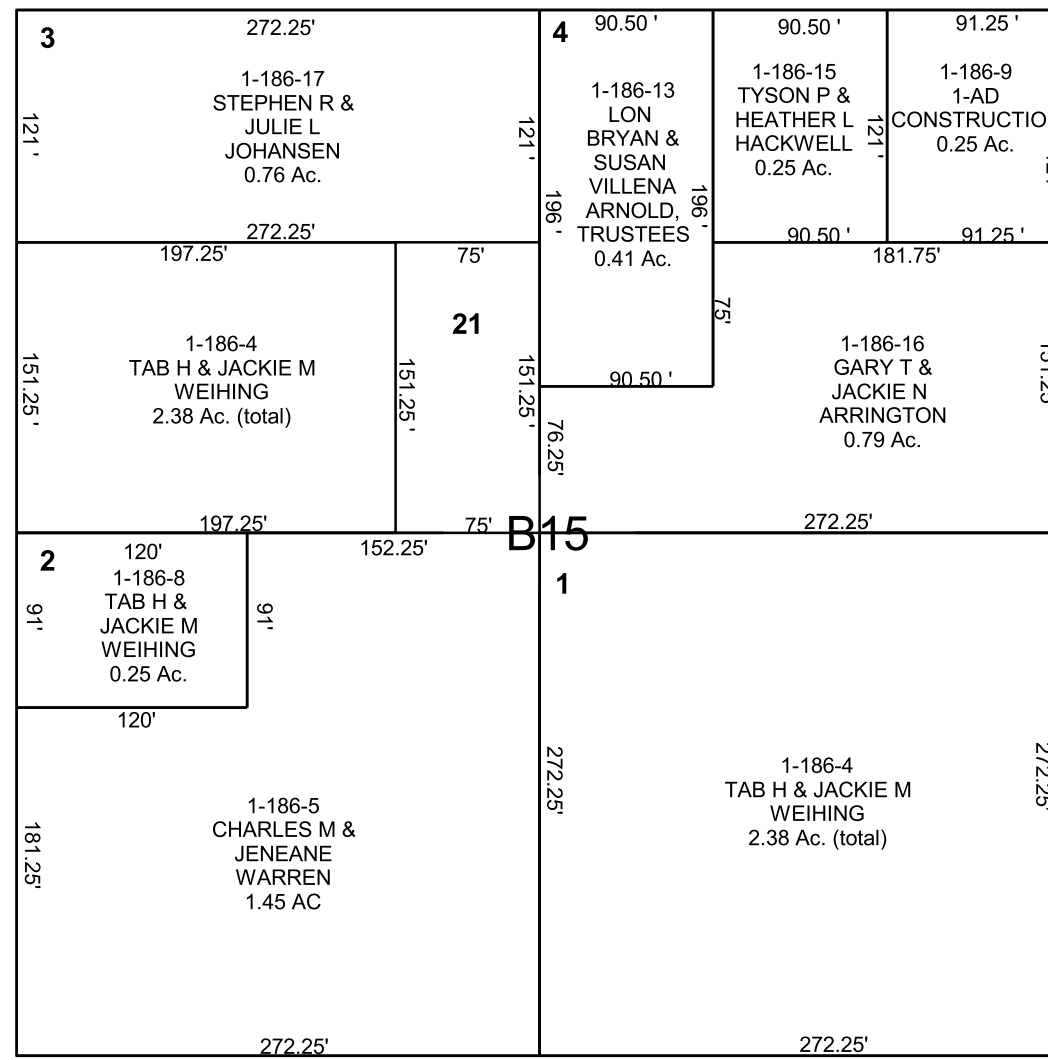 3
272.25'
1-186-17
STEPHEN R &
JULIE L
JOHANSEN
0.76 Ac.
121 '
121 '
272.25'
4
90.50 '
1-186-13
LON
BRYAN &
SUSAN
VILLENA
ARNOLD,
TRUSTEES
0.41 Ac.
196 '
196 '
90.50 '
90.50 '
1-186-15
TYSON P &
HEATHER L
HACKWELL
0.25 Ac.
121 '
90.50 '
91.25 '
1-186-9
1-AD
CONSTRUCTIO
0.25 Ac.
91.25 '
197.25'
1-186-4
TAB H & JACKIE M
WEIHING
2.38 Ac. (total)
151.25 '
151.25 '
197.25'
75'
21
151.25 '
75'
181.75'
75'
1-186-16
GARY T &
JACKIE N
ARRINGTON
0.79 Ac.
76.25'
272.25'
B15
2
120'
1-186-8
TAB H &
JACKIE M
WEIHING
0.25 Ac.
91'
91'
120'
152.25'
1-186-5
CHARLES M &
JENEANE
WARREN
1.45 AC
181.25'
272.25'
1
272.25'
1-186-4
TAB H & JACKIE M
WEIHING
2.38 Ac. (total)
272.25'
272.25'